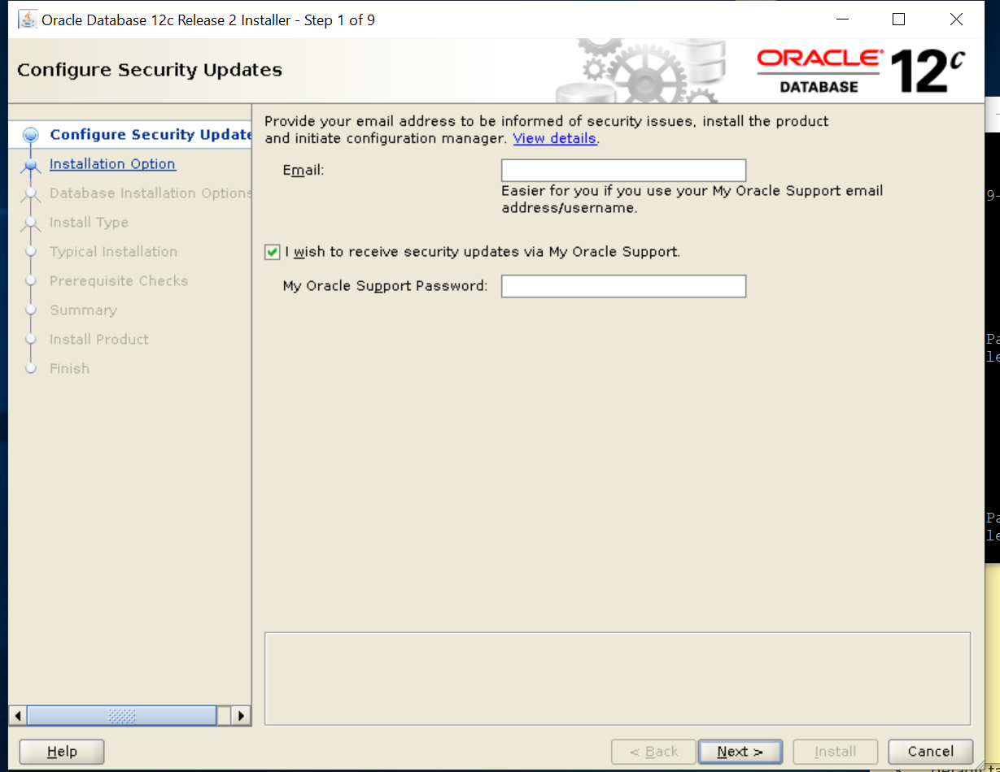 Oracle Database 12c Release 2 Installer - Step 1 of 9
Configure Security Updates
ORACLE
DATABASE
12c
Configure Security Update
Installation Option
Database Installation Options
Install Type
Typical Installation
Prerequisite Checks
Summary
Install Product
Finish
Provide your email address to be informed of security issues, install the product
and initiate configuration manager. View details.
Email:
Easier for you if you use your My Oracle Support email
address/username.
I wish to receive security updates via My Oracle Support.
My Oracle Support Password:
9-
Pa
le
Pa
le
Help
< Back
Next >
Install
Cancel